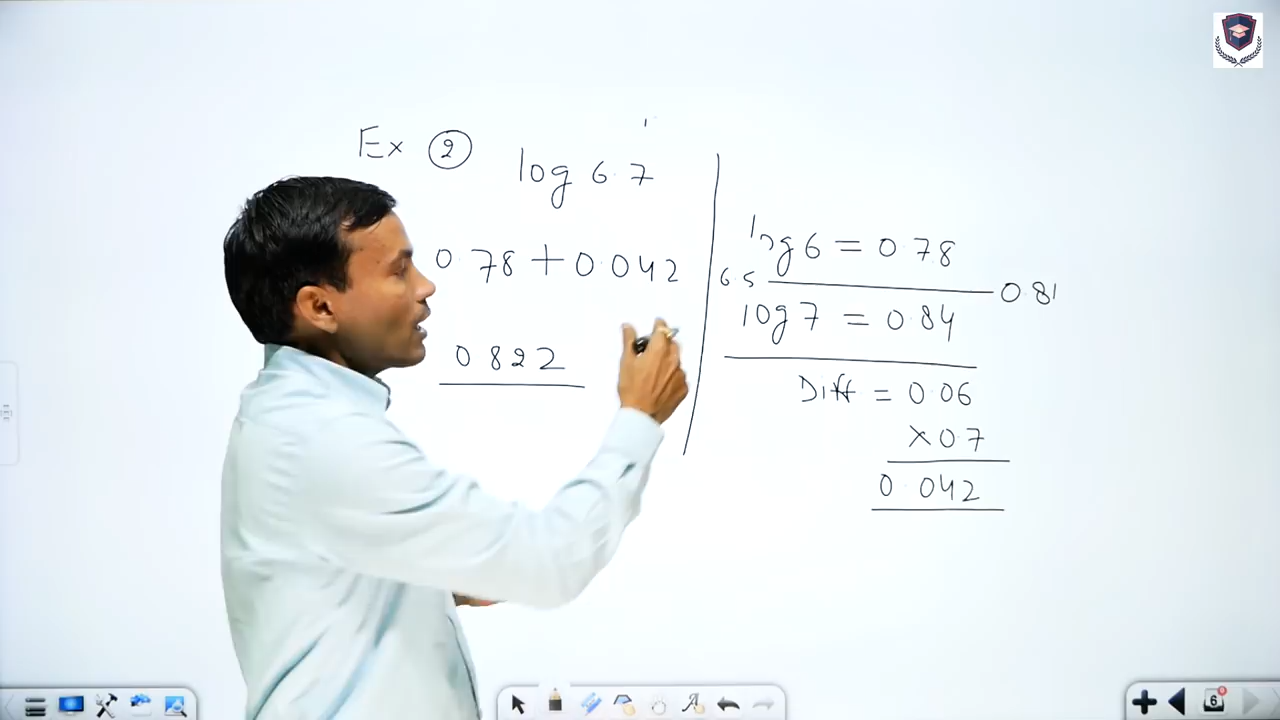 Ex ② log 6.7
0.78 + 0.042
0.822
log 6 = 0.78
6.5 0.81
log 7 = 0.84
Diff = 0.06
×0.7
0.042
6